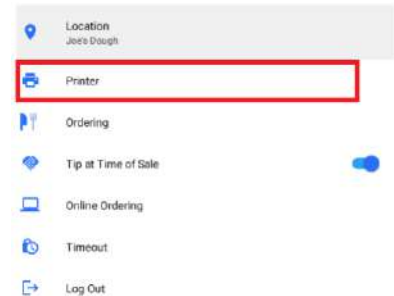 Location
Joe's Dough
Printer
Ordering
Tip at Time of Sale
Online Ordering
Timeout
Log Out